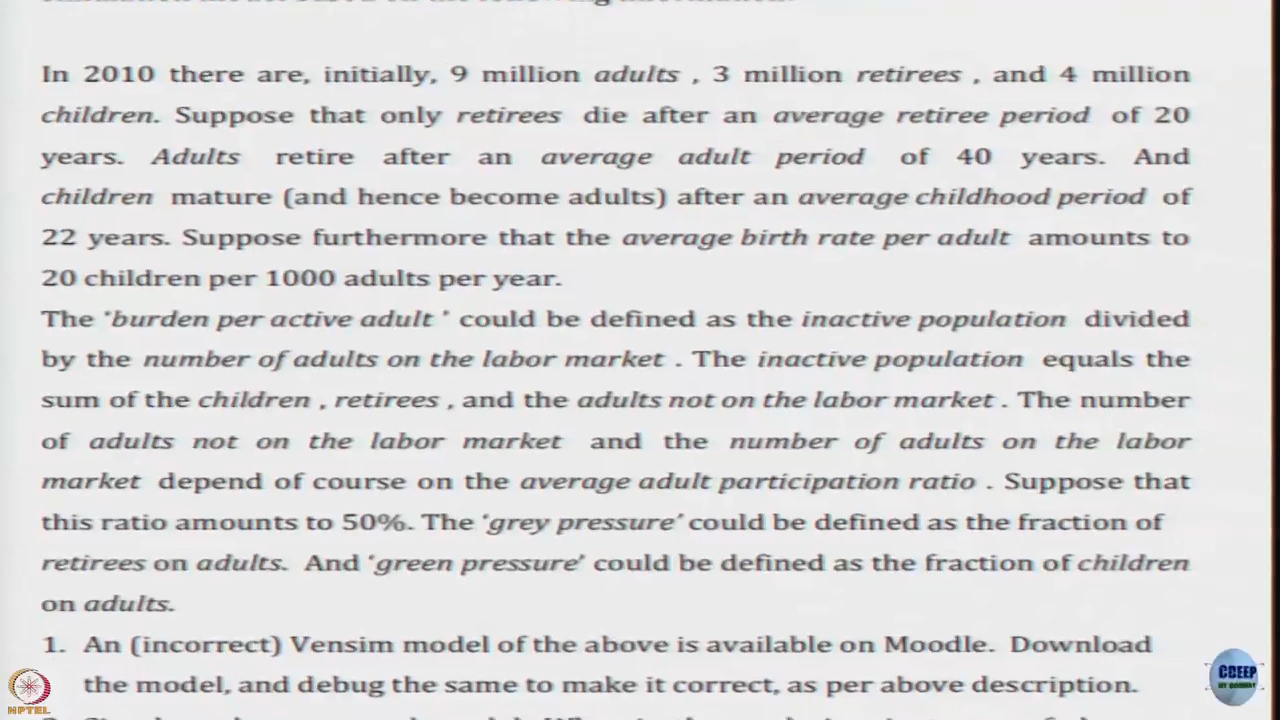 In 2010 there are, initially, 9 million adults , 3 million retirees , and 4 million
children. Suppose that only retirees die after an average retiree period of 20
years. Adults retire after an average adult period of 40 years. And
children mature (and hence become adults) after an average childhood period of
22 years. Suppose furthermore that the average birth rate per adult amounts to
20 children per 1000 adults per year.
The 'burden per active adult ' could be defined as the inactive population divided
by the number of adults on the labor market . The inactive population equals the
sum of the children , retirees , and the adults not on the labor market . The number
of adults not on the labor market and the number of adults on the labor
market depend of course on the average adult participation ratio . Suppose that
this ratio amounts to 50%. The 'grey pressure' could be defined as the fraction of
retirees on adults. And 'green pressure' could be defined as the fraction of children
on adults.
1. An (incorrect) Vensim model of the above is available on Moodle. Download
the model, and debug the same to make it correct, as per above description.
NPTEL
CDEEP
IIT BOMBAY